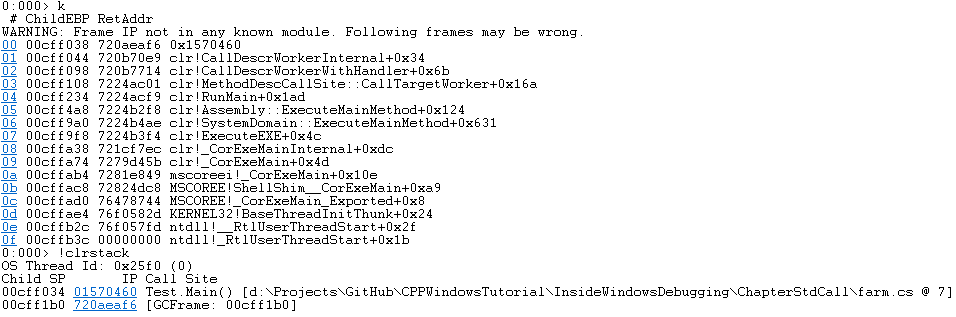 0:000> k
 # ChildEBP RetAddr
WARNING: Frame IP not in any known module. Following frames may be wrong.
00 00cff038 720aeaf6 0x1570460
01 00cff044 720b70e9 clr!CallDescrWorkerInternal+0x34
02 00cff098 720b7714 clr!CallDescrWorkerWithHandler+0x6b
03 00cff108 7224ac01 clr!MethodDescCallSite::CallTargetWorker+0x16a
04 00cff234 7224acf9 clr!RunMain+0x1ad
05 00cff4a8 7224b2f8 clr!Assembly::ExecuteMainMethod+0x124
06 00cff9a0 7224b4ae clr!SystemDomain::ExecuteMainMethod+0x631
07 00cff9f8 7224b3f4 clr!ExecuteEXE+0x4c
08 00cffa38 721cf7ec clr!_CorExeMainInternal+0xdc
09 00cffa74 7279d45b clr!_CorExeMain+0x4d
0a 00cffab4 7281e849 mscoreei!_CorExeMain+0x10e
0b 00cffac8 72824dc8 MSCOREE!ShellShim__CorExeMain+0xa9
0c 00cffad0 76478744 MSCOREE!_CorExeMain_Exported+0x8
0d 00cffae4 76f0582d KERNEL32!BaseThreadInitThunk+0x24
0e 00cffb2c 76f057fd ntdll!__RtlUserThreadStart+0x2f
0f 00cffb3c 00000000 ntdll!_RtlUserThreadStart+0x1b
0:000> !clrstack
OS Thread Id: 0x25f0 (0)
Child SP       IP Call Site
00cff034 01570460 Test.Main() [d:\Projects\GitHub\CPPWindowsTutorial\InsideWindowsDebugging\ChapterStdCall\farm.cs @ 7]
00cff1b0 720aeaf6 [GCFrame: 00cff1b0]